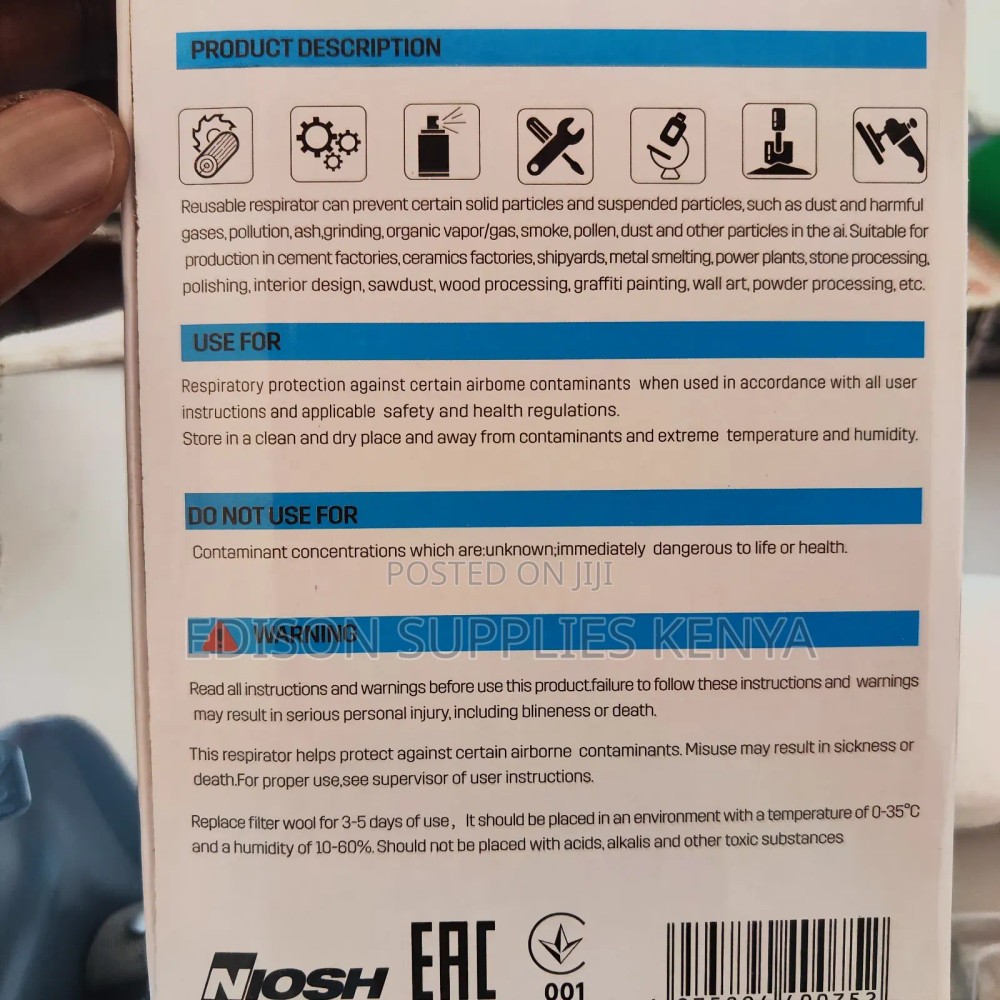 PRODUCT DESCRIPTION
Reusable respirator can prevent certain solid particles and suspended particles, such as dust and harmful
gases, pollution, ash,grinding, organic vapor/gas, smoke, pollen, dust and other particles in the ai. Suitable for
production in cement factories, ceramics factories, shipyards, metal smelting, power plants, stone processing,
polishing, interior design, sawdust, wood processing, graffiti painting, wall art, powder processing, etc.
USE FOR
Respiratory protection against certain airbome contaminants when used in accordance with all user
instructions and applicable safety and health regulations.
Store in a clean and dry place and away from contaminants and extreme temperature and humidity.
DO NOT USE FOR
Contaminant concentrations which are:unknown;immediately dangerous to life or health.
POSTED ON JIJI
WARNING
EDISON SUPPLIES KENYA
Read all instructions and warnings before use this product.failure to follow these instructions and warnings
may result in serious personal injury, including blineness or death.
This respirator helps protect against certain airborne contaminants. Misuse may result in sickness or
death.For proper use,see supervisor of user instructions.
Replace filter wool for 3-5 days of use， It should be placed in an environment with a temperature of 0-35°C
and a humidity of 10-60%. Should not be placed with acids, alkalis and other toxic substances
NIOSH
EAC
001